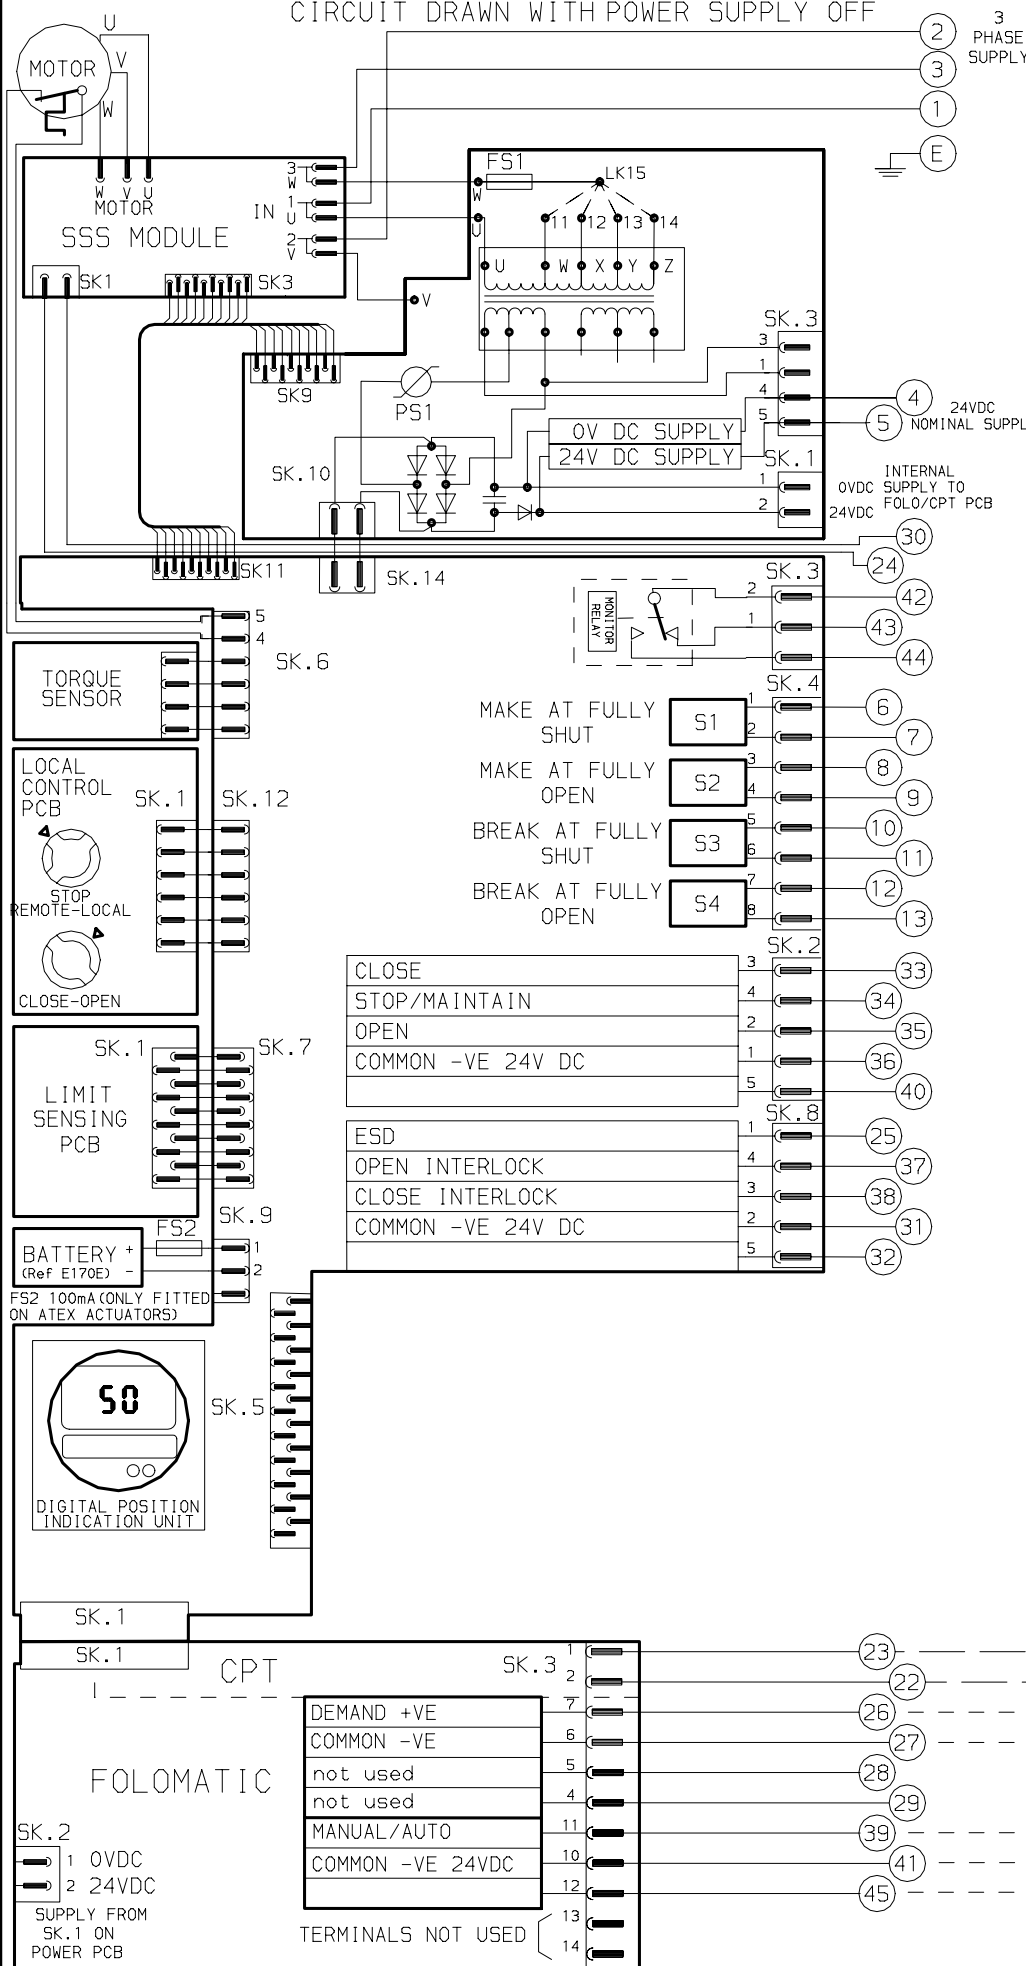 CIRCUIT DRAWN WITH POWER SUPPLY OFF
3
PHASE
SUPPLY
U
V
W
MOTOR
2
3
1
E
W V U
MOTOR
SSS MODULE
IN
3
W
1
U
2
V
SK1
SK3
W
U
V
FS1
LK15
11 12 13 14
U W X Y Z
SK9
PS1
SK.3
3
1
4
5
4
24VDC
5 NOMINAL SUPPL
0V DC SUPPLY
24V DC SUPPLY
SK.1
1
2
0VDC
24VDC
INTERNAL
SUPPLY TO
FOLO/CPT PCB
SK.10
SK11
SK.14
30
24
MONITOR
RELAY
SK.3
2 42
1 43
44
5
4
SK.6
TORQUE
SENSOR
SK.4
MAKE AT FULLY
SHUT
S1
1 6
2 7
MAKE AT FULLY
OPEN
S2
3 8
4 9
BREAK AT FULLY
SHUT
S3
5 10
6 11
BREAK AT FULLY
OPEN
S4
7 12
8 13
LOCAL
CONTROL
PCB
SK.1
SK.12
STOP
REMOTE-LOCAL
CLOSE-OPEN
SK.2
CLOSE 3 33
STOP/MAINTAIN 4 34
OPEN 2 35
COMMON -VE 24V DC 1 36
5 40
SK.8
ESD 1 25
OPEN INTERLOCK 4 37
CLOSE INTERLOCK 3 38
COMMON -VE 24V DC 2 31
5 32
SK.1
SK.7
LIMIT
SENSING
PCB
SK.9
FS2
BATTERY + 1
(Ref E170E) - 2
FS2 100mA(ONLY FITTED
ON ATEX ACTUATORS)
50
SK.5
DIGITAL POSITION
INDICATION UNIT
SK.1
SK.1
CPT
SK.3
1 23
2 22
DEMAND +VE 7 26
COMMON -VE 6 27
not used 5 28
not used 4 29
MANUAL/AUTO 11 39
COMMON -VE 24VDC 10 41
12 45
TERMINALS NOT USED
13
14
FOLOMATIC
SK.2
1 0VDC
2 24VDC
SUPPLY FROM
SK.1 ON
POWER PCB